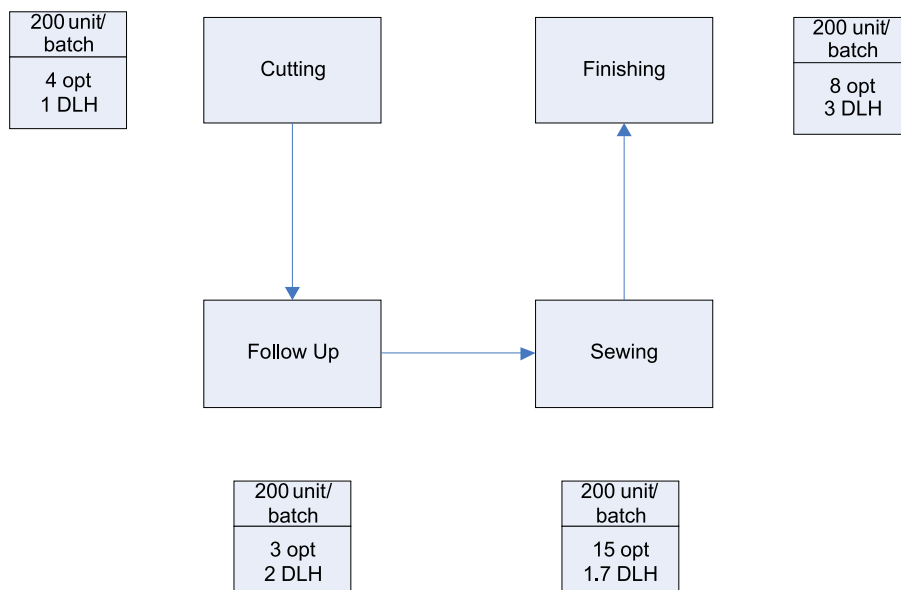 200 unit/
batch
4 opt
1 DLH
Cutting
Finishing
200 unit/
batch
8 opt
3 DLH
Follow Up
Sewing
200 unit/
batch
3 opt
2 DLH
200 unit/
batch
15 opt
1.7 DLH